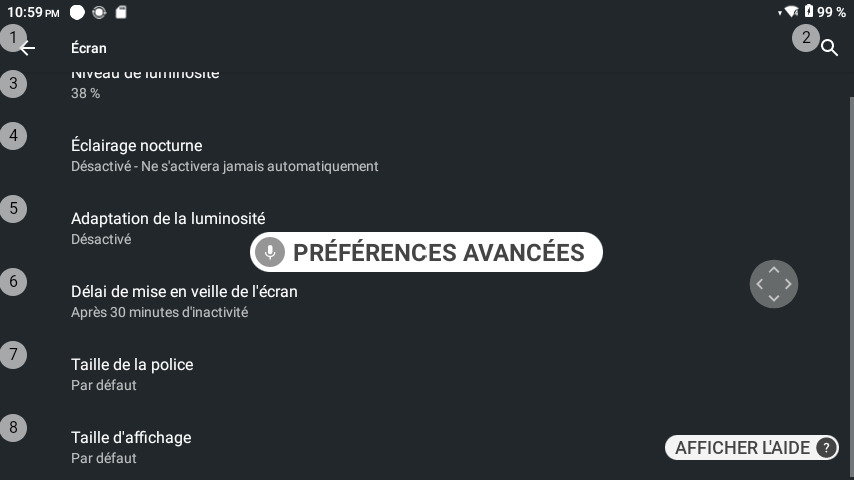 10:59 PM 99 %
1 Écran 2
3 Niveau de luminosité
38 %
4 Éclairage nocturne
Désactivé - Ne s'activera jamais automatiquement
5 Adaptation de la luminosité
Désactivé
PRÉFÉRENCES AVANCÉES
6 Délai de mise en veille de l'écran
Après 30 minutes d'inactivité
7 Taille de la police
Par défaut
8 Taille d'affichage
Par défaut
AFFICHER L'AIDE ?